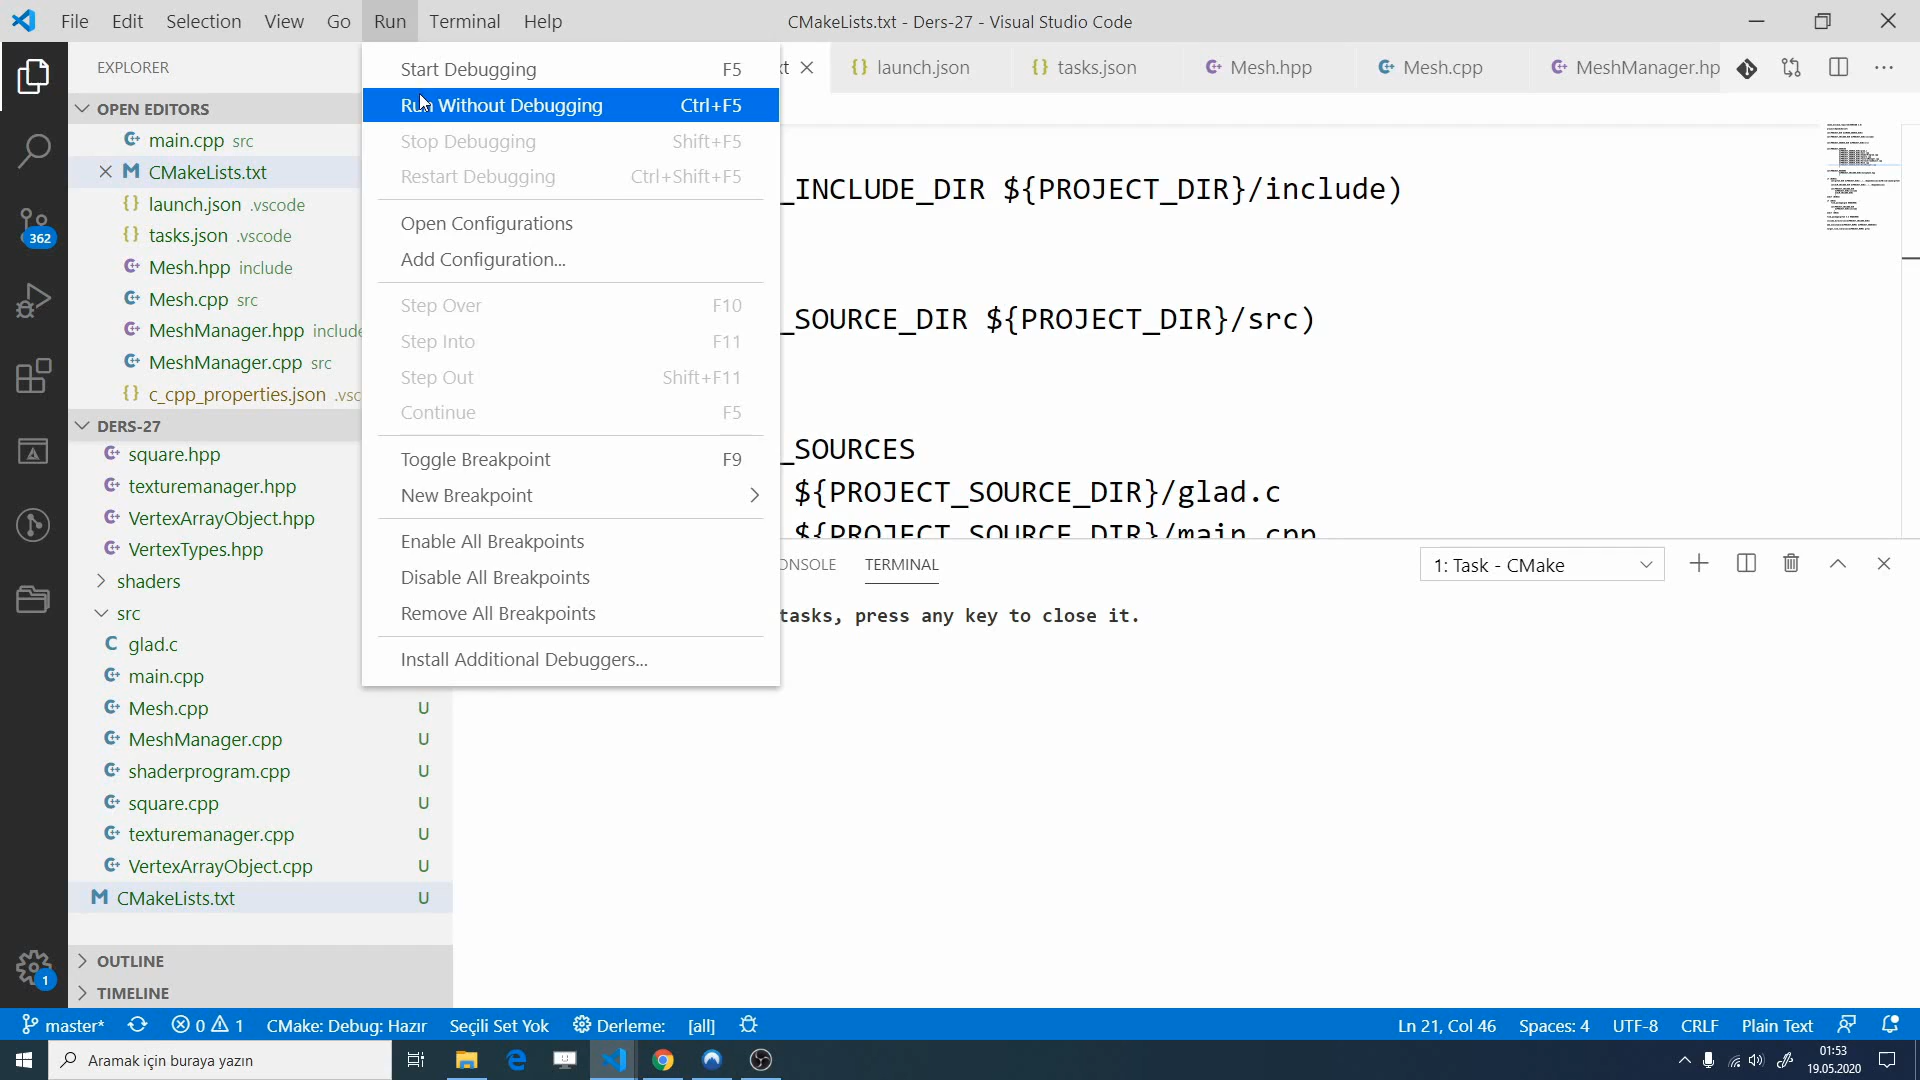 File Edit Selection View Go Run Terminal Help
CMakeLists.txt - Ders-27 - Visual Studio Code
EXPLORER
OPEN EDITORS
main.cpp src
CMakeLists.txt
launch.json .vscode
tasks.json .vscode
Mesh.hpp include
Mesh.cpp src
MeshManager.hpp include
MeshManager.cpp src
c_cpp_properties.json .vsc
DERS-27
square.hpp
texturemanager.hpp
VertexArrayObject.hpp
VertexTypes.hpp
shaders
src
glad.c
main.cpp
Mesh.cpp U
MeshManager.cpp U
shaderprogram.cpp U
square.cpp U
texturemanager.cpp U
VertexArrayObject.cpp U
CMakeLists.txt U
OUTLINE
TIMELINE
362
1
Start Debugging F5
Run Without Debugging Ctrl+F5
Stop Debugging Shift+F5
Restart Debugging Ctrl+Shift+F5
Open Configurations
Add Configuration...
Step Over F10
Step Into F11
Step Out Shift+F11
Continue F5
Toggle Breakpoint F9
New Breakpoint
Enable All Breakpoints
Disable All Breakpoints
Remove All Breakpoints
Install Additional Debuggers...
xt launch.json tasks.json Mesh.hpp Mesh.cpp MeshManager.hp
_INCLUDE_DIR ${PROJECT_DIR}/include)
_SOURCE_DIR ${PROJECT_DIR}/src)
_SOURCES
${PROJECT_SOURCE_DIR}/glad.c
${PROJECT_SOURCE_DIR}/main.cpp
ONSOLE TERMINAL 1: Task - CMake
tasks, press any key to close it.
master* 0 1 CMake: Debug: Hazır Seçili Set Yok Derleme: [all] Ln 21, Col 46 Spaces: 4 UTF-8 CRLF Plain Text
Aramak için buraya yazın
01:53
19.05.2020